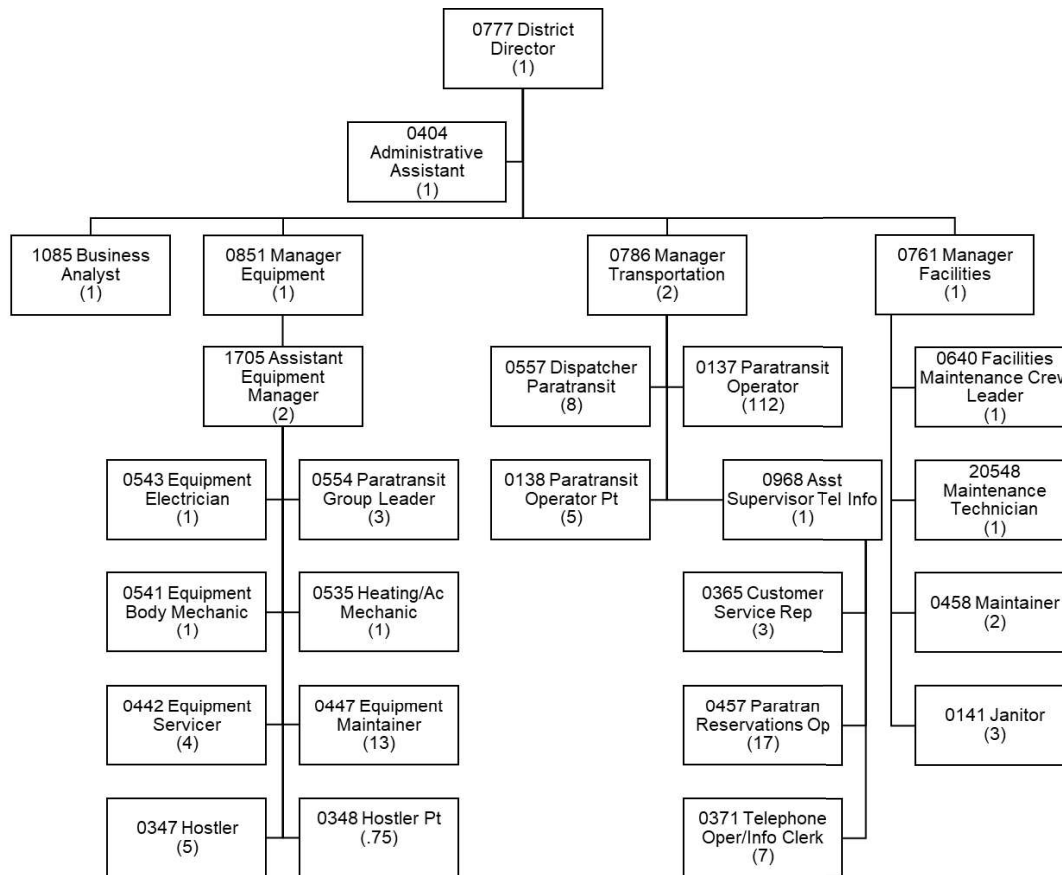 0777 District
Director
(1)
0404
Administrative
Assistant
(1)
1085 Business
Analyst
(1)
0851 Manager
Equipment
(1)
0786 Manager
Transportation
(2)
0761 Manager
Facilities
(1)
1705 Assistant
Equipment
Manager
(2)
0557 Dispatcher
Paratransit
(8)
0137 Paratransit
Operator
(112)
0640 Facilities
Maintenance Crew
Leader
(1)
0543 Equipment
Electrician
(1)
0554 Paratransit
Group Leader
(3)
0138 Paratransit
Operator Pt
(5)
0968 Asst
Supervisor Tel Info
(1)
20548
Maintenance
Technician
(1)
0541 Equipment
Body Mechanic
(1)
0535 Heating/Ac
Mechanic
(1)
0365 Customer
Service Rep
(3)
0458 Maintainer
(2)
0442 Equipment
Servicer
(4)
0447 Equipment
Maintainer
(13)
0457 Paratran
Reservations Op
(17)
0141 Janitor
(3)
0347 Hostler
(5)
0348 Hostler Pt
(.75)
0371 Telephone
Oper/Info Clerk
(7)